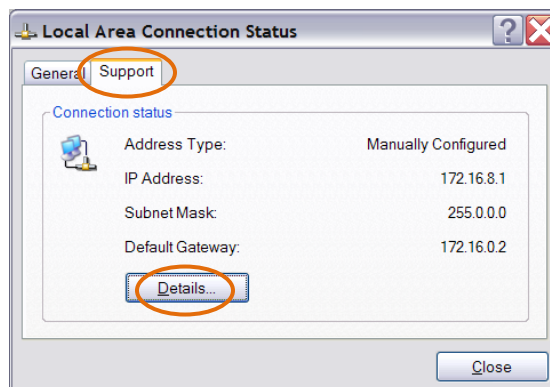 Local Area Connection Status
General Support
Connection status
Address Type: Manually Configured
IP Address: 172.16.8.1
Subnet Mask: 255.0.0.0
Default Gateway: 172.16.0.2
Details...
Close